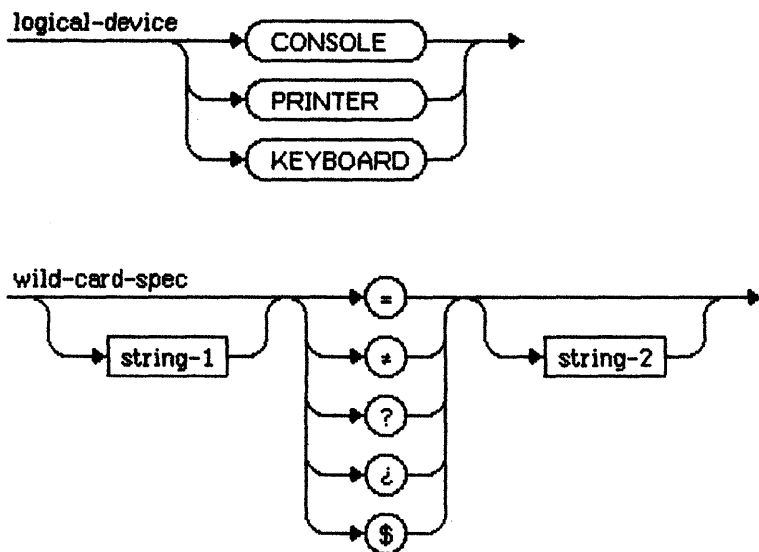 logical-device
CONSOLE
PRINTER
KEYBOARD
wild-card-spec
=
≠
?
¿
$
string-1
string-2